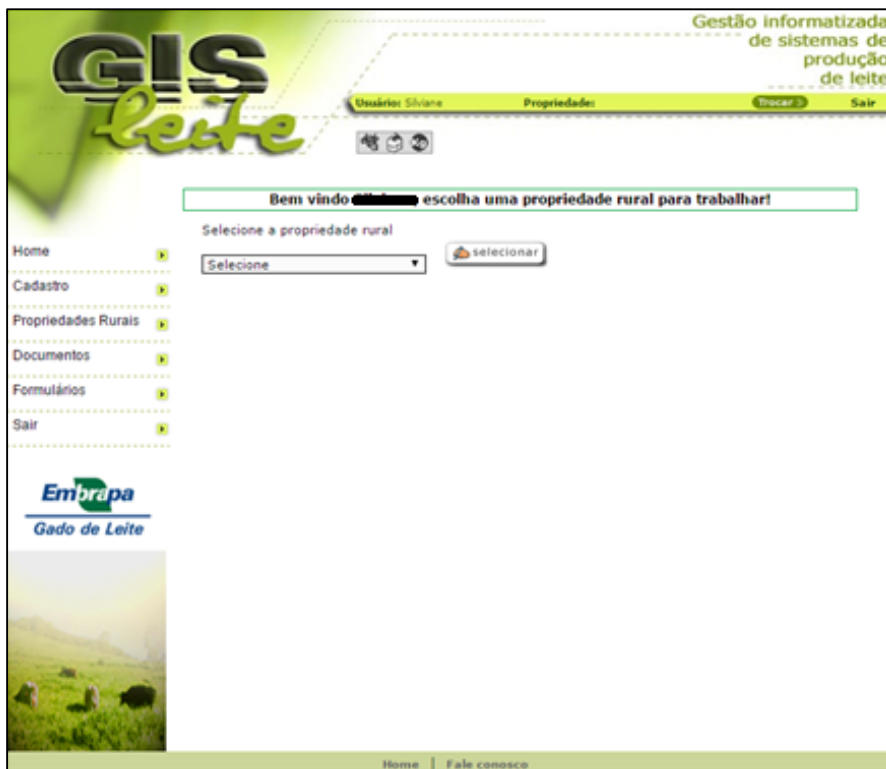 GIS
leite
Gestão informatizada
de sistemas de
produção
de leite
Usuário: Silviane Propriedade: Trocar Sair
Bem vindo escolha uma propriedade rural para trabalhar!
Selecione a propriedade rural
Selecione selecionar
Home
Cadastro
Propriedades Rurais
Documentos
Formulários
Sair
Embrapa
Gado de Leite
Home | Fale conosco